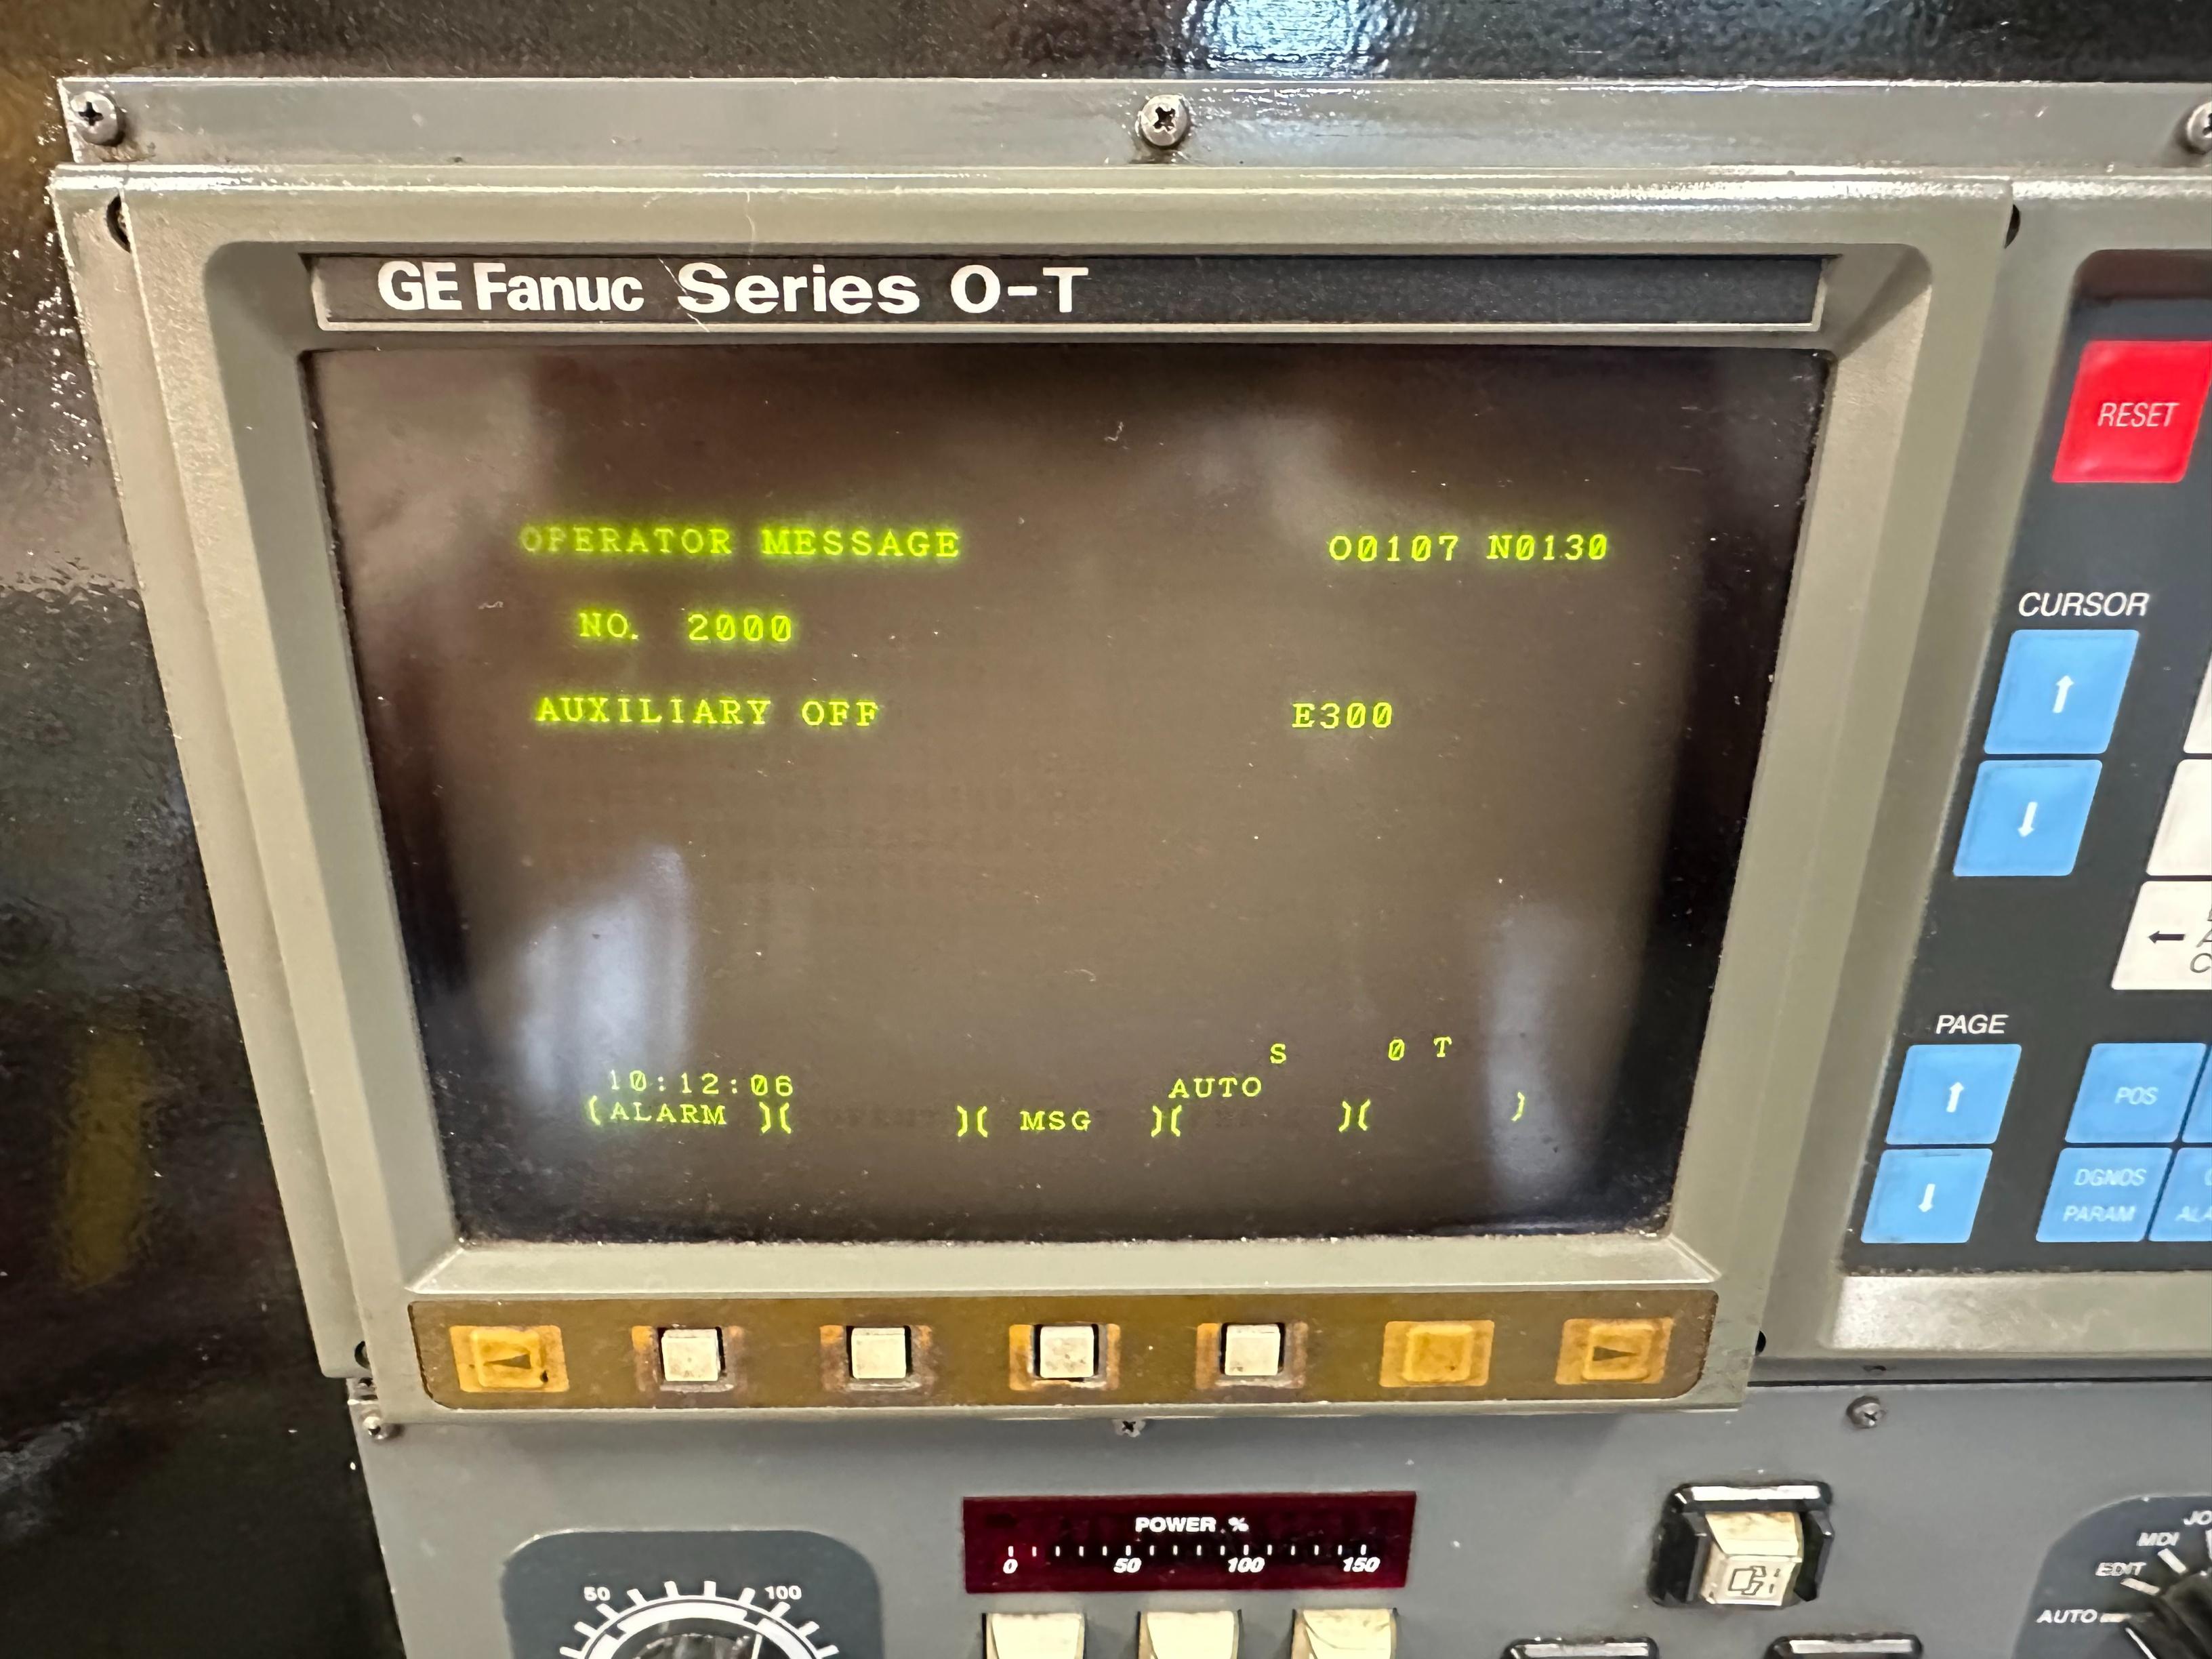 GE Fanuc Series O-T
RESET
OPERATOR MESSAGE O0107 N0130
NO. 2000
AUXILIARY OFF E300
CURSOR
↑
↓
←
PAGE
↑
↓
POS
DGNOS
PARAM
S 0 T
10:12:06 AUTO
(ALARM )( )( MSG )( )( )
POWER %
0 50 100 150
50 100
MDI
EDIT
AUTO